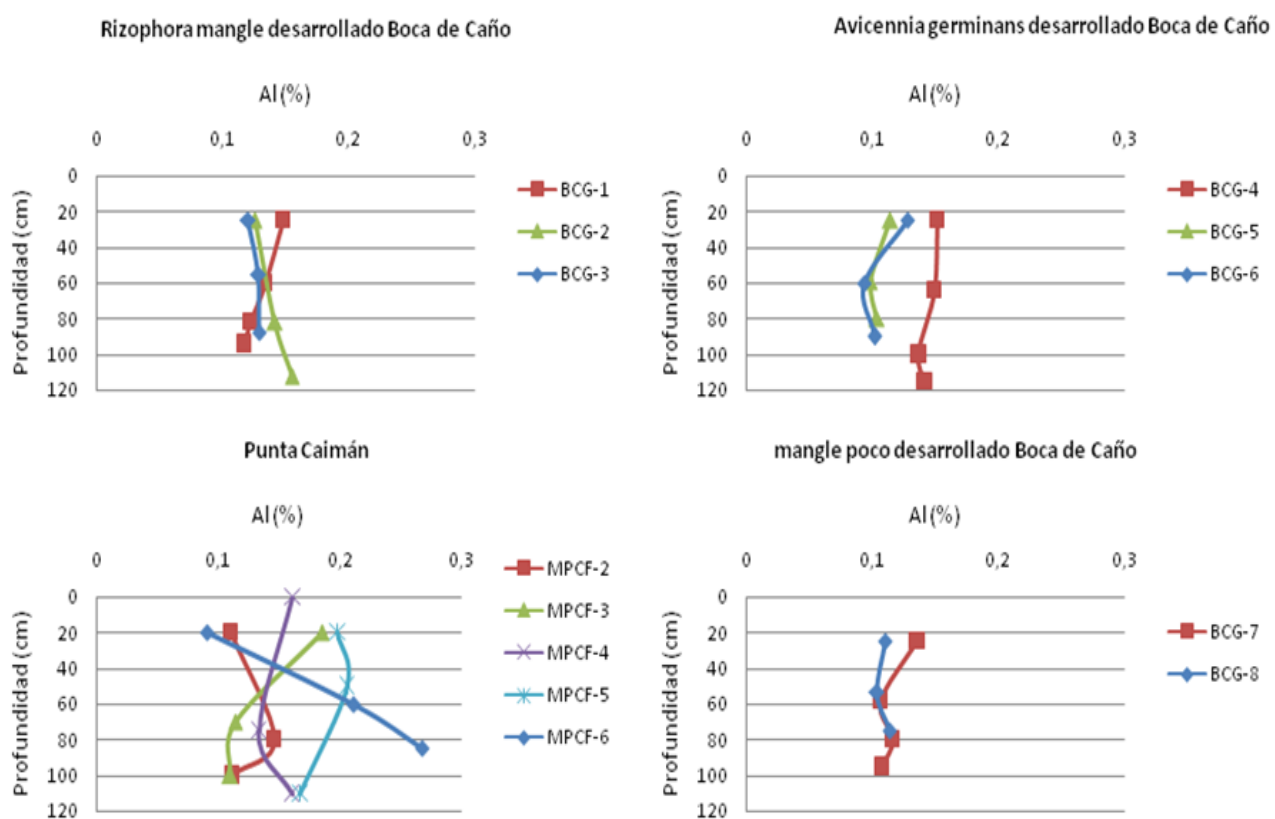 Rizophora mangle desarrollado Boca de Caño
Al (%)
0 0,1 0,2 0,3
Profundidad (cm)
0
20
40
60
80
100
120
BCG-1
BCG-2
BCG-3
Avicennia germinans desarrollado Boca de Caño
Al (%)
0 0,1 0,2 0,3
Profundidad (cm)
0
20
40
60
80
100
120
BCG-4
BCG-5
BCG-6
Punta Caimán
Al (%)
0 0,1 0,2 0,3
Profundidad (cm)
0
20
40
60
80
100
120
MPCF-2
MPCF-3
MPCF-4
MPCF-5
MPCF-6
mangle poco desarrollado Boca de Caño
Al (%)
0 0,1 0,2 0,3
Profundidad (cm)
0
20
40
60
80
100
120
BCG-7
BCG-8